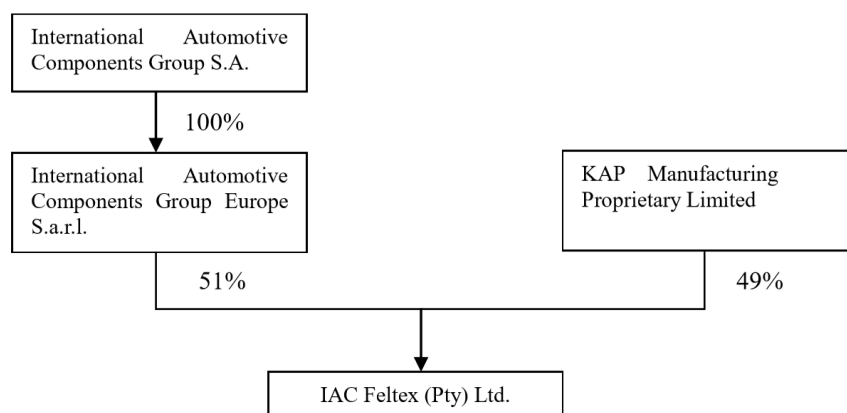 International Automotive
Components Group S.A.
100%
International Automotive
Components Group Europe
S.a.r.l.
KAP Manufacturing
Proprietary Limited
51%
49%
IAC Feltex (Pty) Ltd.